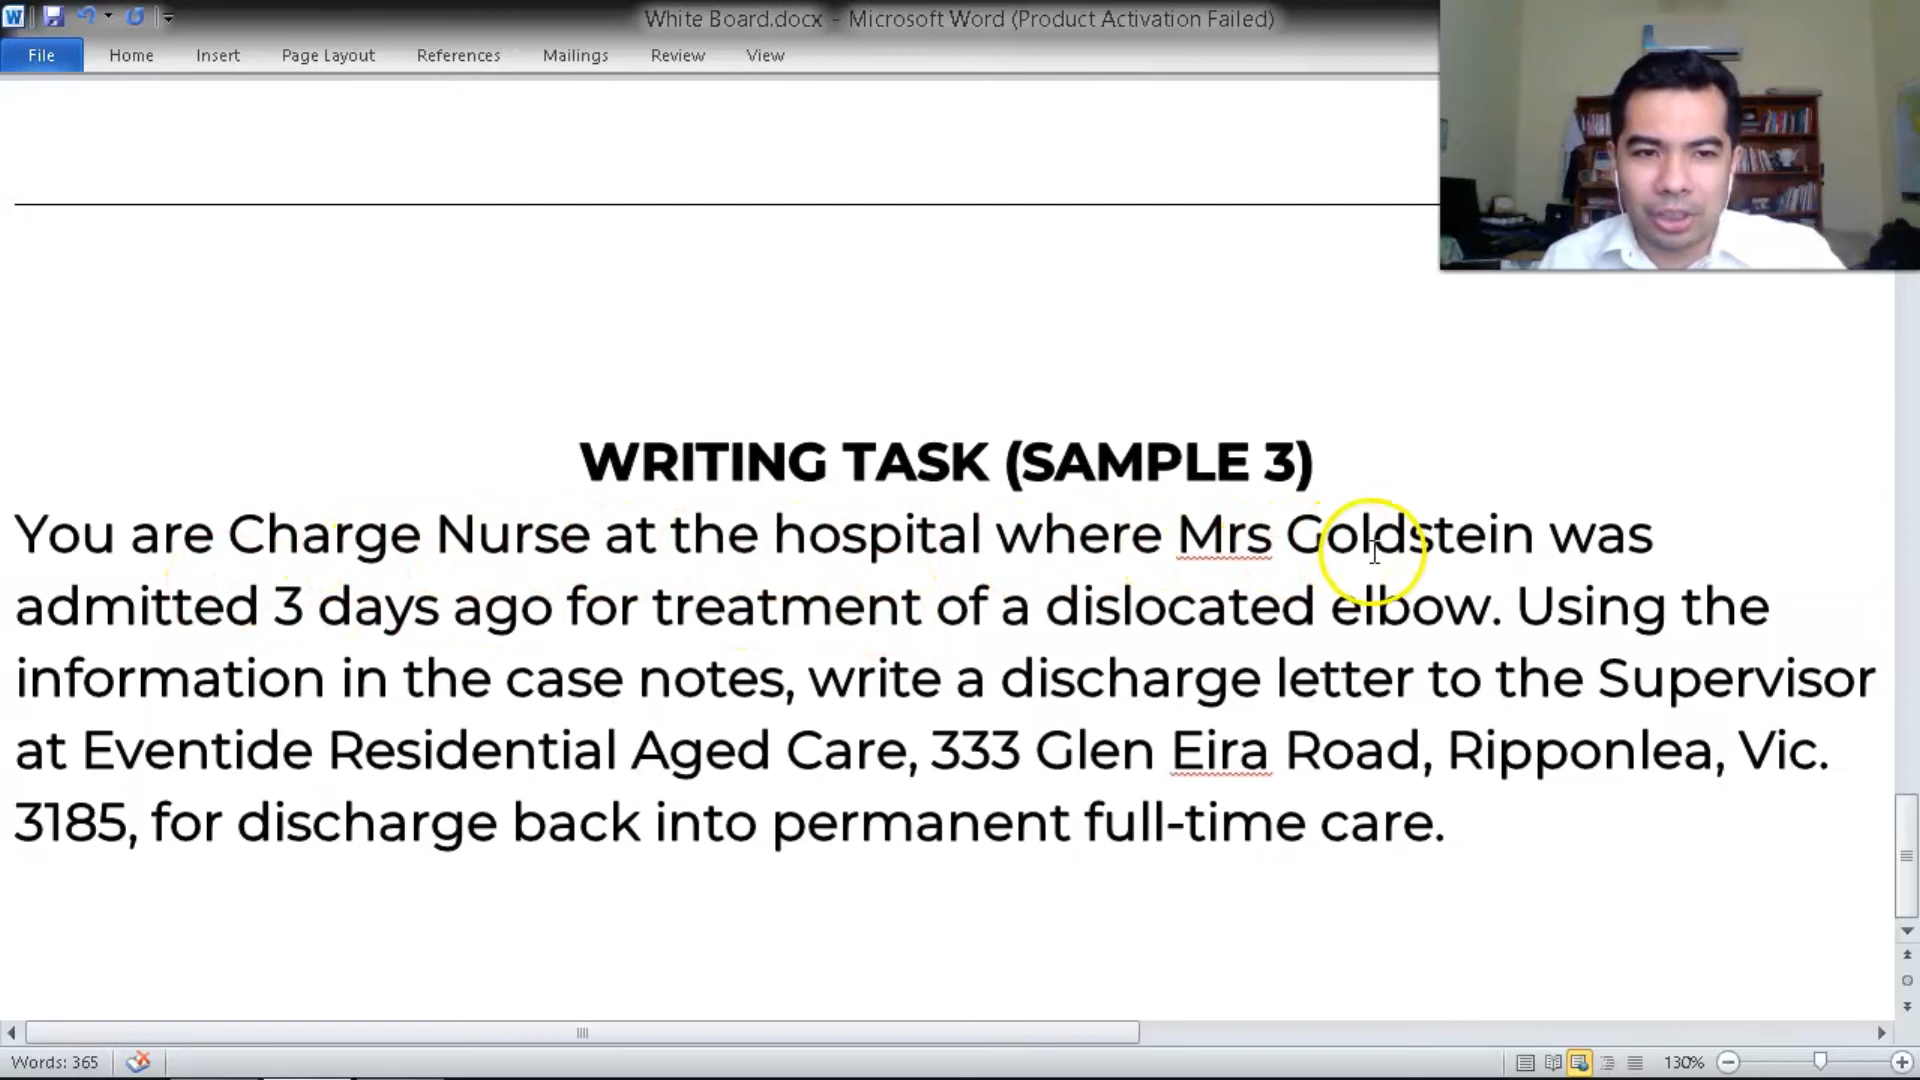 White Board.docx - Microsoft Word (Product Activation Failed)
File Home Insert Page Layout References Mailings Review View
WRITING TASK (SAMPLE 3)
You are Charge Nurse at the hospital where Mrs Goldstein was
admitted 3 days ago for treatment of a dislocated elbow. Using the
information in the case notes, write a discharge letter to the Supervisor
at Eventide Residential Aged Care, 333 Glen Eira Road, Ripponlea, Vic.
3185, for discharge back into permanent full-time care.
Words: 365
130%